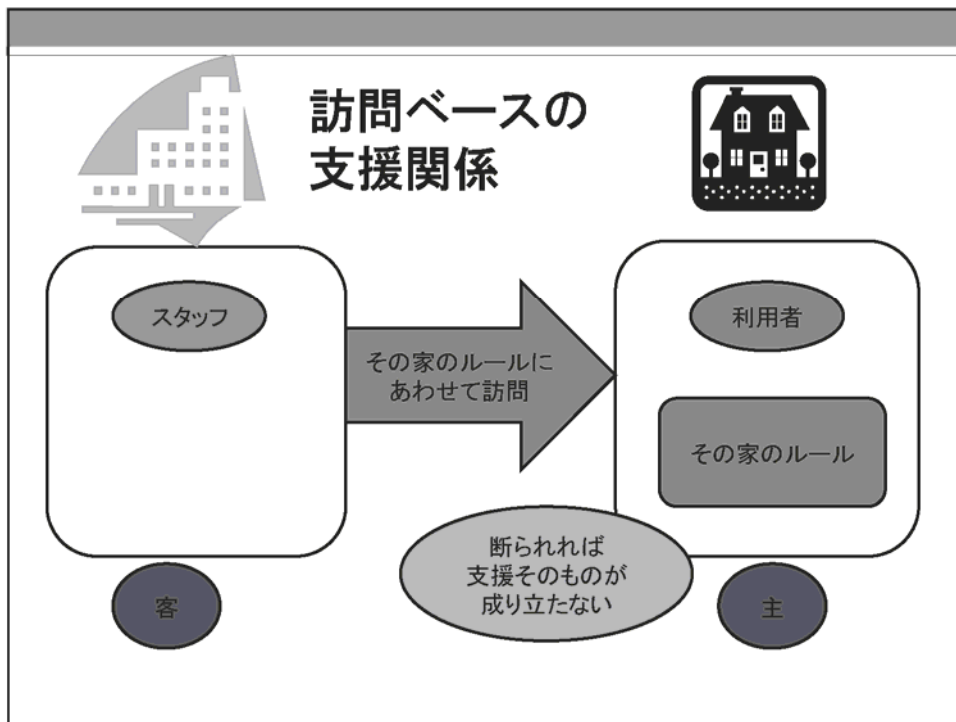 訪問ベースの
支援関係
スタッフ
利用者
その家のルールに
あわせて訪問
その家のルール
断られれば
支援そのものが
成り立たない
客
主